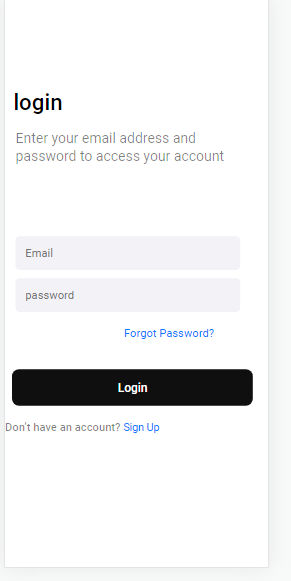 login
Enter your email address and
password to access your account
Email
password
Forgot Password?
Login
Don't have an account? Sign Up